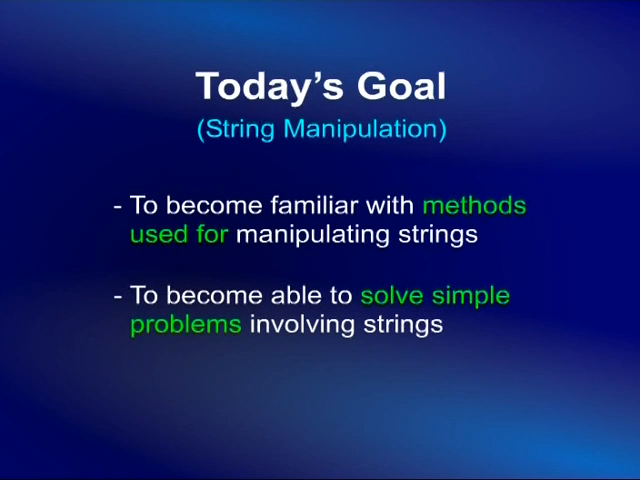 Today’s Goal
(String Manipulation)
- To become familiar with methods
used for manipulating strings
- To become able to solve simple
problems involving strings